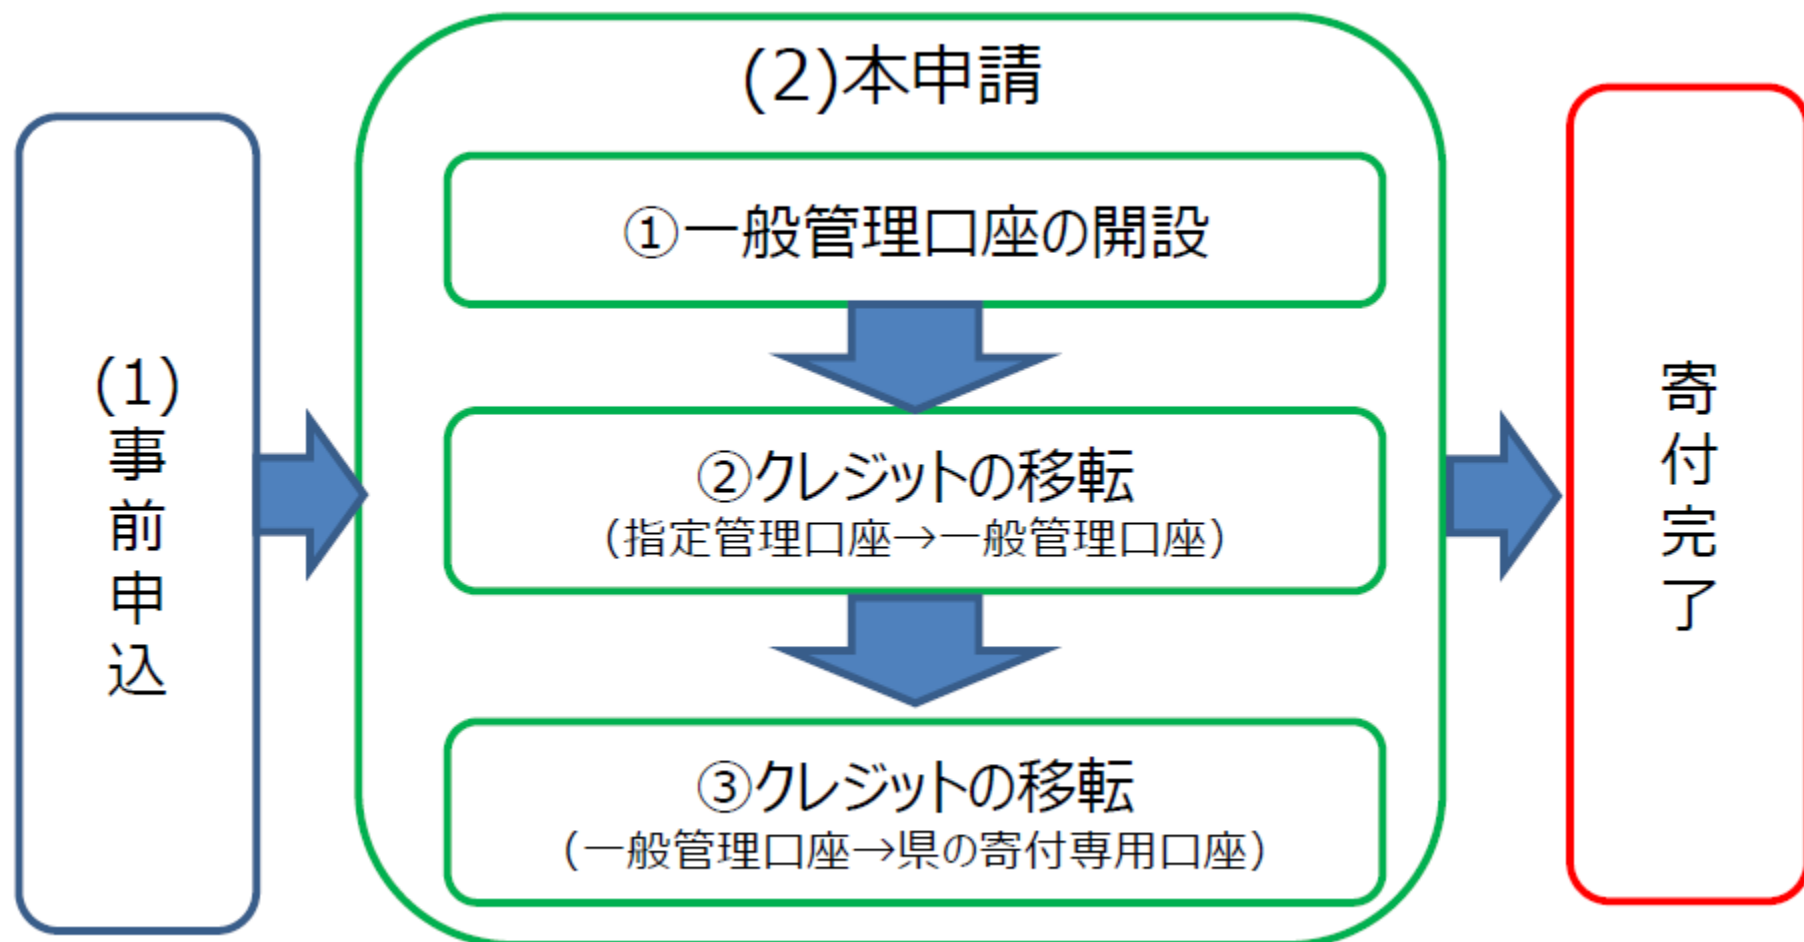 (1)事前申込
(2)本申請
①一般管理口座の開設
②クレジットの移転
（指定管理口座→一般管理口座）
③クレジットの移転
（一般管理口座→県の寄付専用口座）
寄付完了